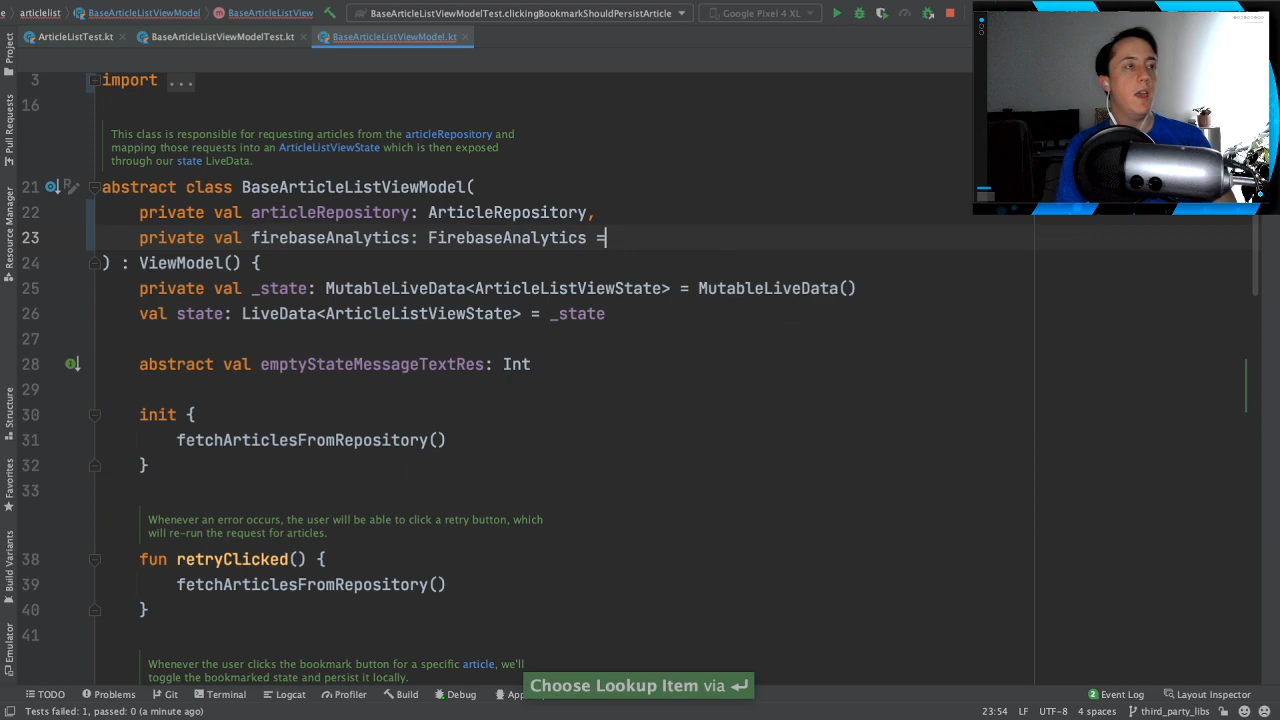 articlelist
BaseArticleListViewModel
BaseArticleListView
BaseArticleListViewModelTest.clickingBookmarkShouldPersistArticle
Google Pixel 4 XL
ArticleListTest.kt
BaseArticleListViewModelTest.kt
BaseArticleListViewModel.kt
Project
Pull Requests
Resource Manager
Structure
Favorites
Build Variants
Emulator
3 import ...
16
This class is responsible for requesting articles from the articleRepository and
mapping those requests into an ArticleListViewState which is then exposed
through our state LiveData.
21 abstract class BaseArticleListViewModel(
22 private val articleRepository: ArticleRepository,
23 private val firebaseAnalytics: FirebaseAnalytics =
24 ) : ViewModel() {
25 private val _state: MutableLiveData<ArticleListViewState> = MutableLiveData()
26 val state: LiveData<ArticleListViewState> = _state
27
28 abstract val emptyStateMessageTextRes: Int
29
30 init {
31 fetchArticlesFromRepository()
32 }
33
Whenever an error occurs, the user will be able to click a retry button, which
will re-run the request for articles.
38 fun retryClicked() {
39 fetchArticlesFromRepository()
40 }
41
Whenever the user clicks the bookmark button for a specific article, we'll
toggle the bookmarked state and persist it locally.
Choose Lookup Item via
TODO Problems Git Terminal Logcat Profiler Build Debug Event Log Layout Inspector
Tests failed: 1, passed: 0 (a minute ago) 23:54 LF UTF-8 4 spaces third_party_libs